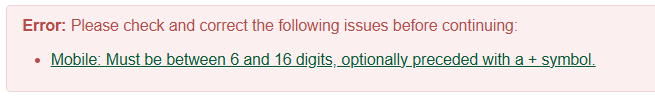 Error: Please check and correct the following issues before continuing:
• Mobile: Must be between 6 and 16 digits, optionally preceded with a + symbol.